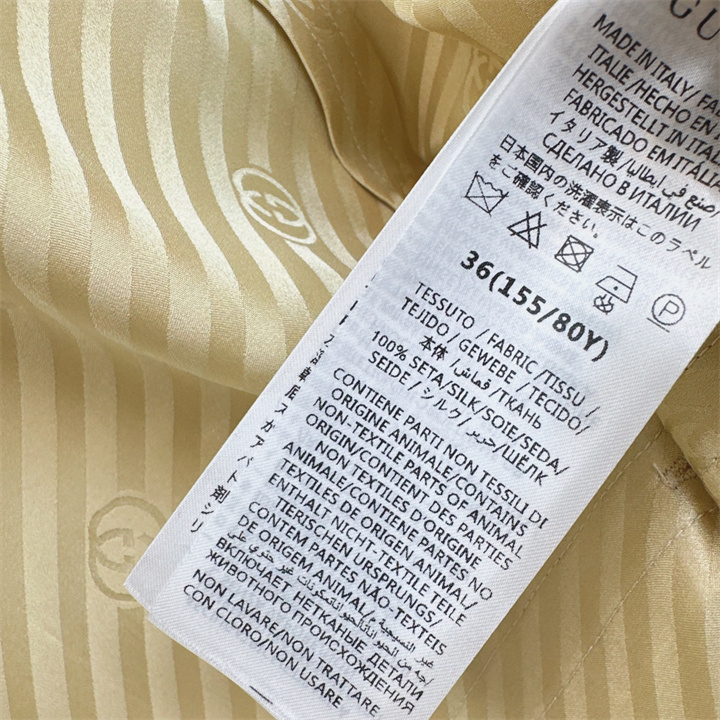 GU
MADE IN ITALY/FA
ITALIE/HECHO EN
HERGESTELLT IN ITAL
FABRICADO EM ITALI
イタリア製/صنع في إيطاليا
СДЕЛАНО В ИТАЛИИ
日本国内の洗濯表示はこのラベル
をご確認ください。
P
36(155/80Y)
TESSUTO /FABRIC/TISSU/
TEJIDO/GEWEBE/TECIDO/
本体/قماش/ТКАНЬ
100% SETA/SILK/SOIE/SEDA/
SEIDE/シルク/حرير/ШЁЛК
CONTIENE PARTI NON TESSILI DI
ORIGINE ANIMALE/CONTAINS
NON-TEXTILE PARTS OF ANIMAL
ORIGIN/CONTIENT DES PARTIES
NON TEXTILES D'ORIGINE
ANIMALE/CONTIENE PARTES NO
TEXTILES DE ORIGEN ANIMAL/
ENTHÄLT NICHT-TEXTILE TEILE
TIERISCHEN URSPRUNGS/
CONTÉM PARTES NÃO-TÊXTEIS
DE ORIGEM ANIMAL/
ВКЛЮЧАЕТ НЕТКАНЫЕ ДЕТАЛИ
ЖИВОТНОГО ПРОИСХОЖДЕНИЯ
NON LAVARE/NON TRATTARE
CON CLORO/NON USARE